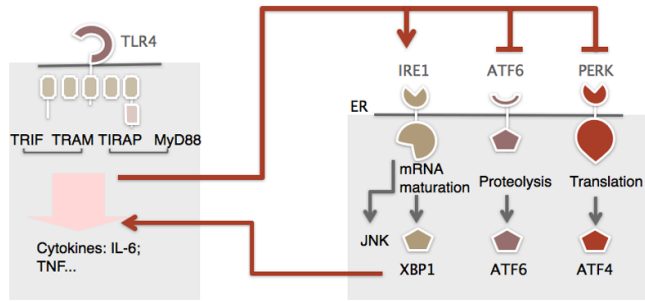 TLR4
TRIF TRAM TIRAP MyD88
Cytokines: IL-6;
TNF...
IRE1 ATF6 PERK
ER
mRNA
maturation
Proteolysis Translation
JNK
XBP1 ATF6 ATF4